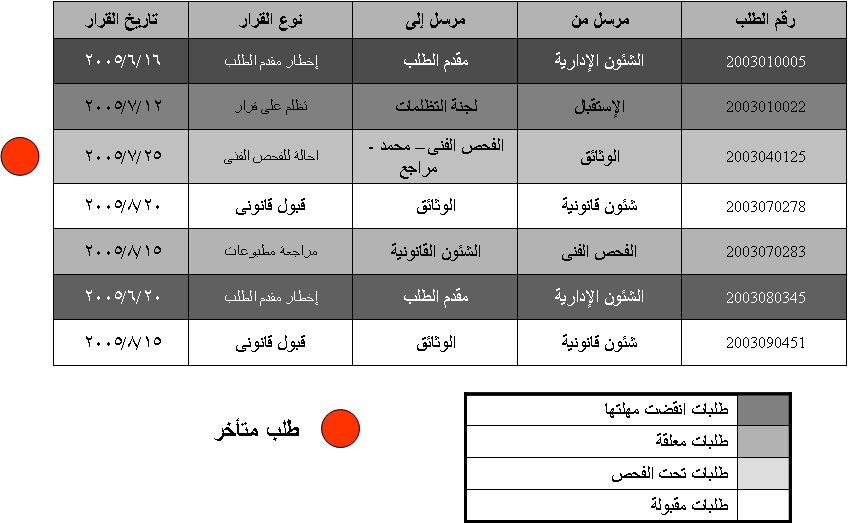 رقم الطلب مرسل من مرسل إلى نوع القرار تاريخ القرار
2003010005 الشئون الإدارية مقدم الطلب إخطار مقدم الطلب ٢٠٠٥/٦/١٦
2003010022 الإستقبال لجنة التظلمات تظلم على قرار ٢٠٠٥/٧/١٢
2003040125 الوثائق الفحص الفنى – محمد - احالة للفحص الفنى ٢٠٠٥/٧/٢٥
مراجع
2003070278 شئون قانونية الوثائق قبول قانونى ٢٠٠٥/٨/٢٠
2003070283 الفحص الفنى الشئون القانونية مراجعة مطبوعات ٢٠٠٥/٨/١٥
2003080345 الشئون الإدارية مقدم الطلب إخطار مقدم الطلب ٢٠٠٥/٦/٢٠
2003090451 شئون قانونية الوثائق قبول قانونى ٢٠٠٥/٨/١٥
طلبات انقضت مهلتها
طلبات معلقة
طلبات تحت الفحص
طلبات مقبولة
طلب متأخر